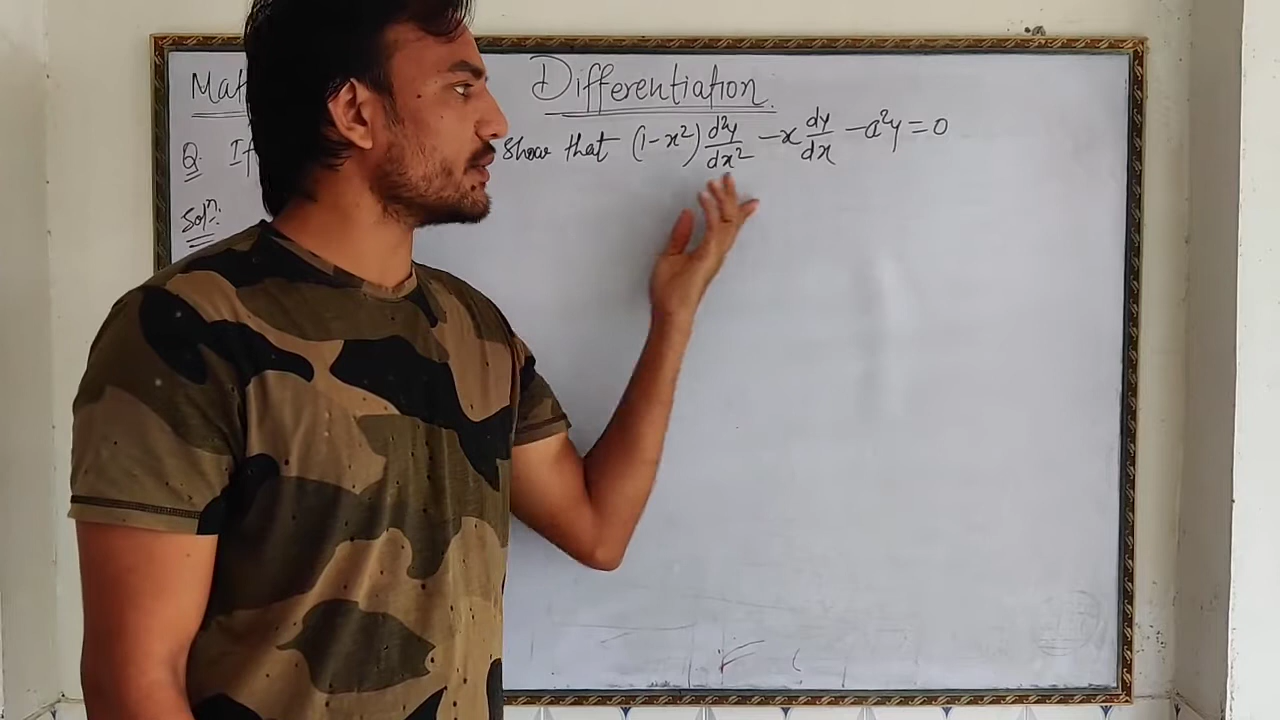 Mat Differentiation.
Q. If Show that (1-x²) d²y/dx² -x dy/dx -a²y=0
Solⁿ: